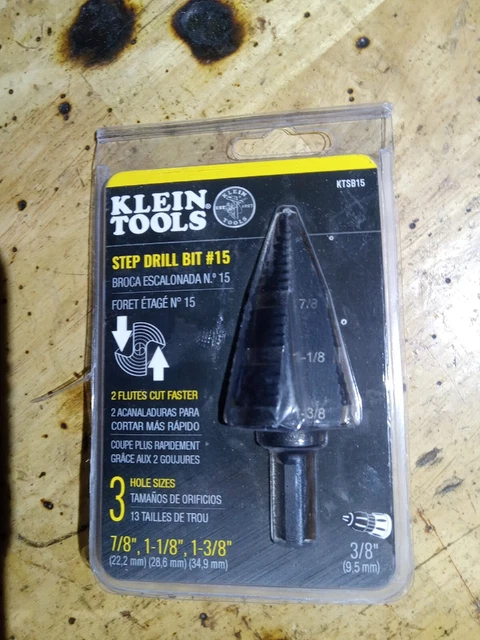 KTSB15
KLEIN
TOOLS
KLEIN
TOOLS
STEP DRILL BIT #15
BROCA ESCALONADA N.º 15
FORET ÉTAGÉ Nº 15
7/8
1-1/8
-3/8
2 FLUTES CUT FASTER
2 ACANALADURAS PARA
CORTAR MÁS RÁPIDO
COUPE PLUS RAPIDEMENT
GRÂCE AUX 2 GOUJURES
3
HOLE SIZES
TAMAÑOS DE ORIFICIOS
13 TAILLES DE TROU
7/8", 1-1/8", 1-3/8"
(22,2 mm) (28,6 mm) (34,9 mm)
3/8"
(9,5 mm)